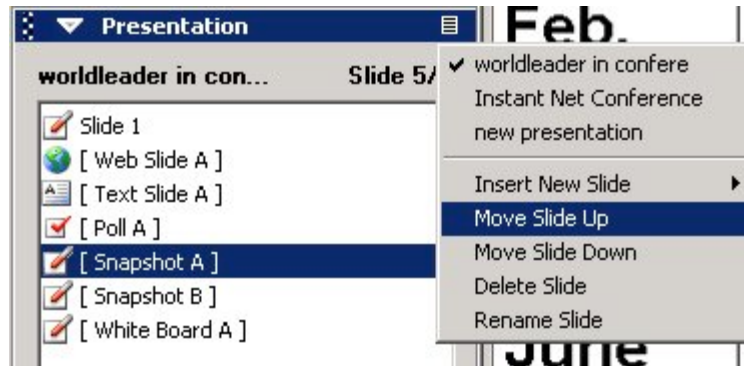 Presentation
worldleader in con... Slide 5/
Slide 1
[ Web Slide A ]
[ Text Slide A ]
[ Poll A ]
[ Snapshot A ]
[ Snapshot B ]
[ White Board A ]
Feb.
worldleader in confere
Instant Net Conference
new presentation
Insert New Slide
Move Slide Up
Move Slide Down
Delete Slide
Rename Slide
June